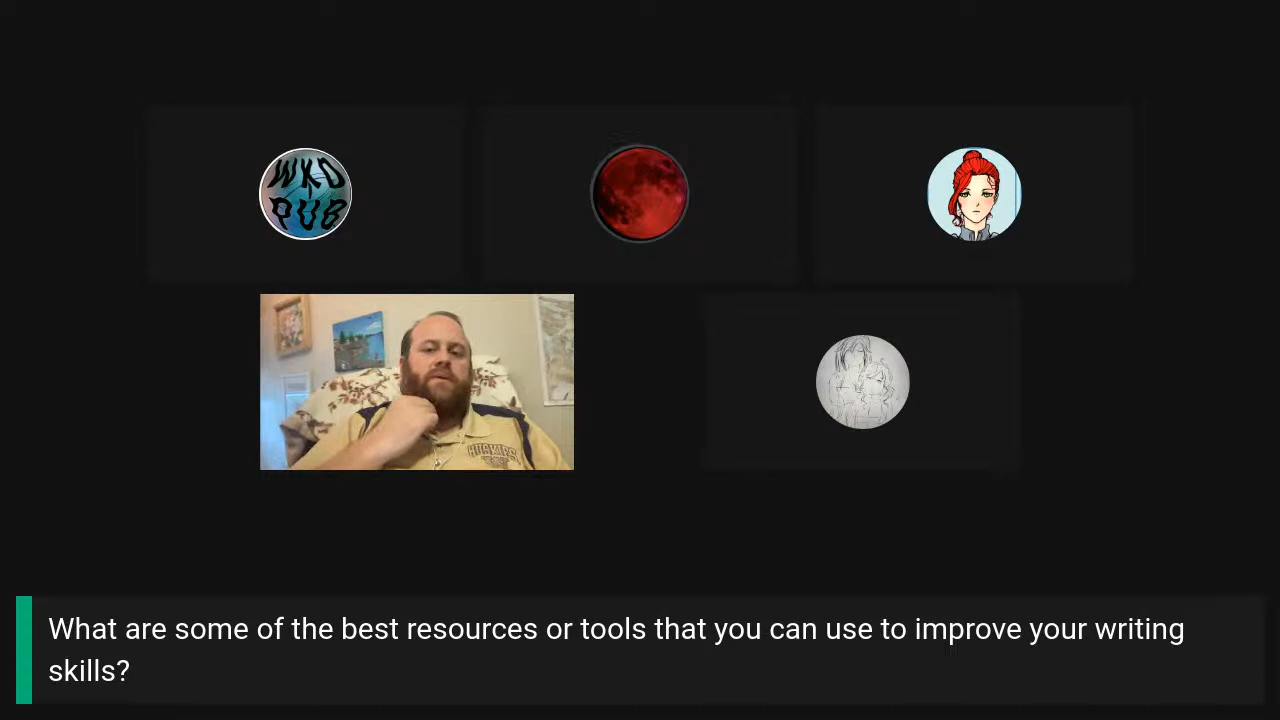 WKD
PUB
HUSKIES
What are some of the best resources or tools that you can use to improve your writing
skills?